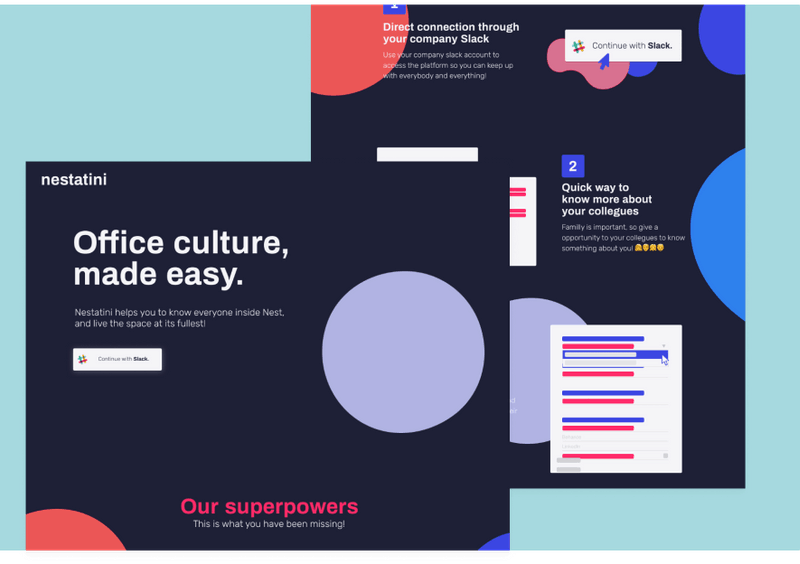 1
Direct connection through
your company Slack
Use your company slack account to
access the platform so you can keep up
with everybody and everything!
Continue with Slack.
nestatini
Office culture,
made easy.
Nestatini helps you to know everyone inside Nest,
and live the space at its fullest!
Continue with Slack.
Our superpowers
This is what you have been missing!
2
Quick way to
know more about
your collegues
Familly is important, so give a
opportunity to your collegues to know
something about you!